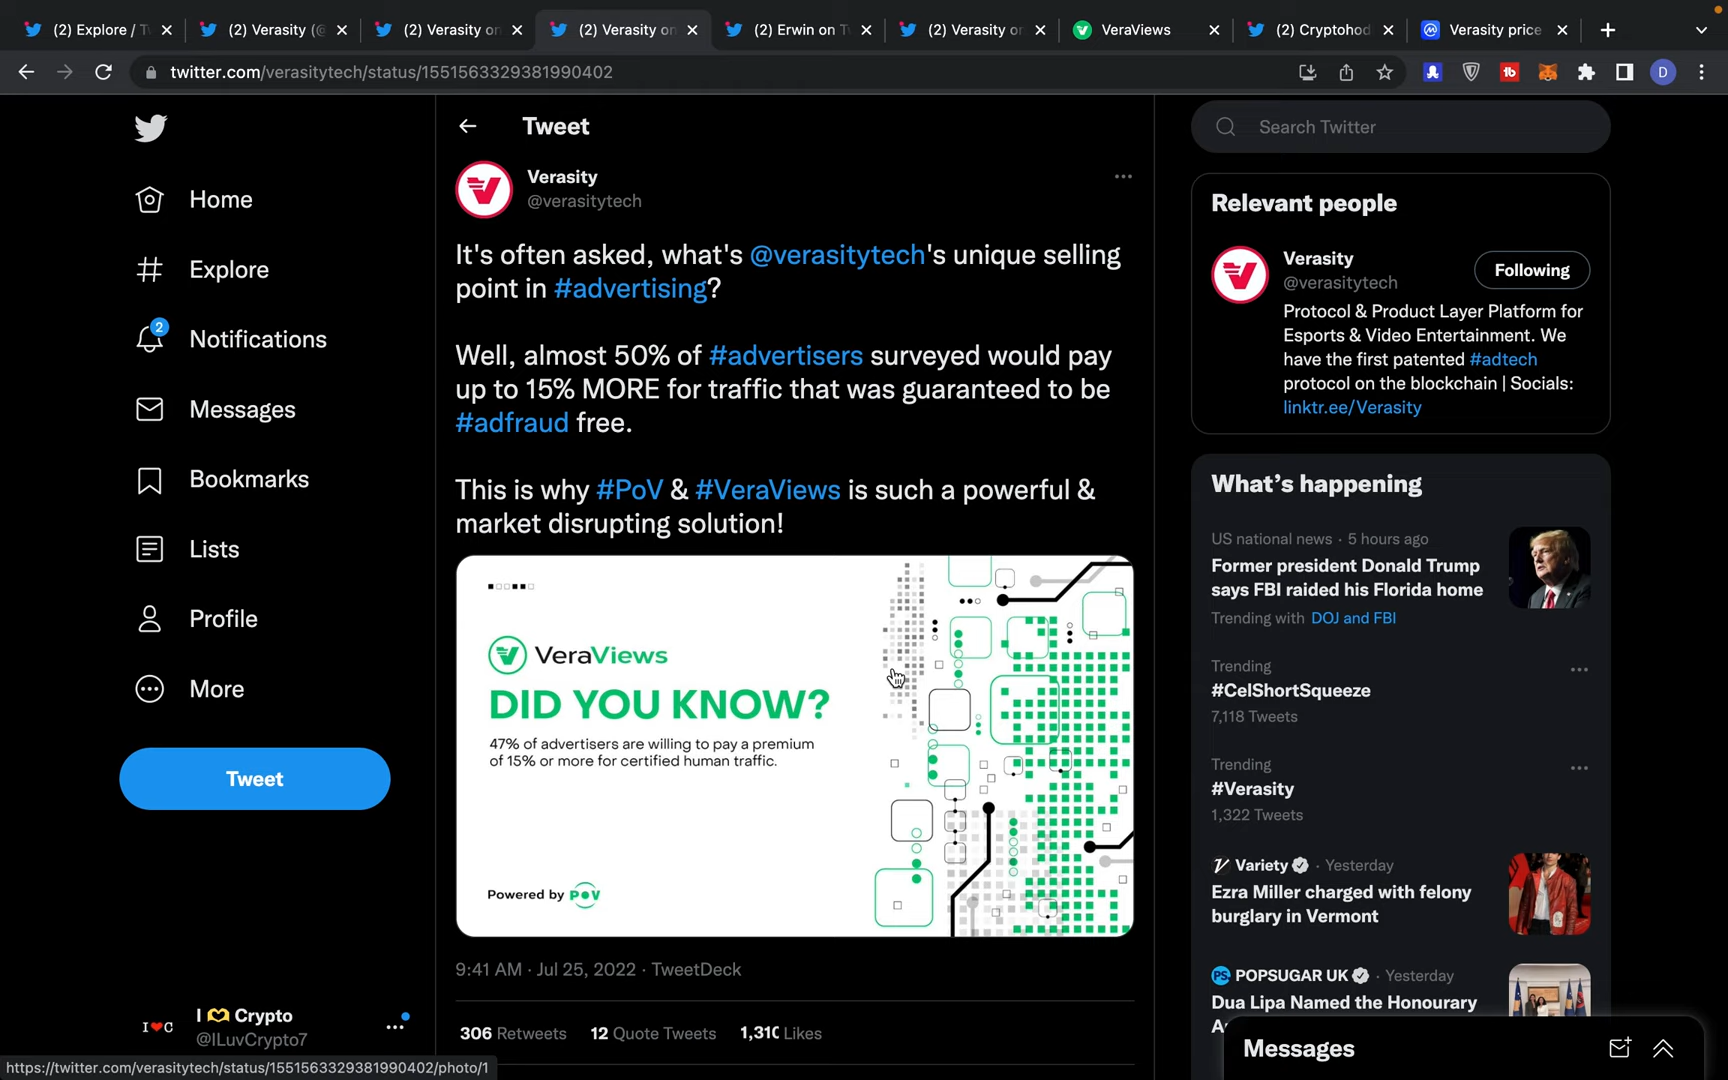 (2) Explore / Tw
(2) Verasity (@
(2) Verasity on
(2) Verasity on
(2) Erwin on Tw
(2) Verasity on
VeraViews
(2) Cryptohod
Verasity price
twitter.com/verasitytech/status/1551563329381990402
D
Home
Explore
2
Notifications
Messages
Bookmarks
Lists
Profile
More
Tweet
I Crypto
@ILuvCrypto7
I❤C
https://twitter.com/verasitytech/status/1551563329381990402/photo/1
Tweet
Verasity
@verasitytech
It's often asked, what's @verasitytech's unique selling
point in #advertising?
Well, almost 50% of #advertisers surveyed would pay
up to 15% MORE for traffic that was guaranteed to be
#adfraud free.
This is why #PoV & #VeraViews is such a powerful &
market disrupting solution!
VeraViews
DID YOU KNOW?
47% of advertisers are willing to pay a premium
of 15% or more for certified human traffic.
Powered by PoV
9:41 AM · Jul 25, 2022 · TweetDeck
306 Retweets 12 Quote Tweets Likes
Search Twitter
Relevant people
Verasity
@verasitytech
Following
Protocol & Product Layer Platform for
Esports & Video Entertainment. We
have the first patented #adtech
protocol on the blockchain | Socials:
linktr.ee/Verasity
What's happening
US national news · 5 hours ago
Former president Donald Trump
says FBI raided his Florida home
Trending with DOJ and FBI
Trending
#CelShortSqueeze
7,118 Tweets
Trending
#Verasity
1,322 Tweets
Variety · Yesterday
Ezra Miller charged with felony
burglary in Vermont
POPSUGAR UK · Yesterday
Dua Lipa Named the Honourary
Messages